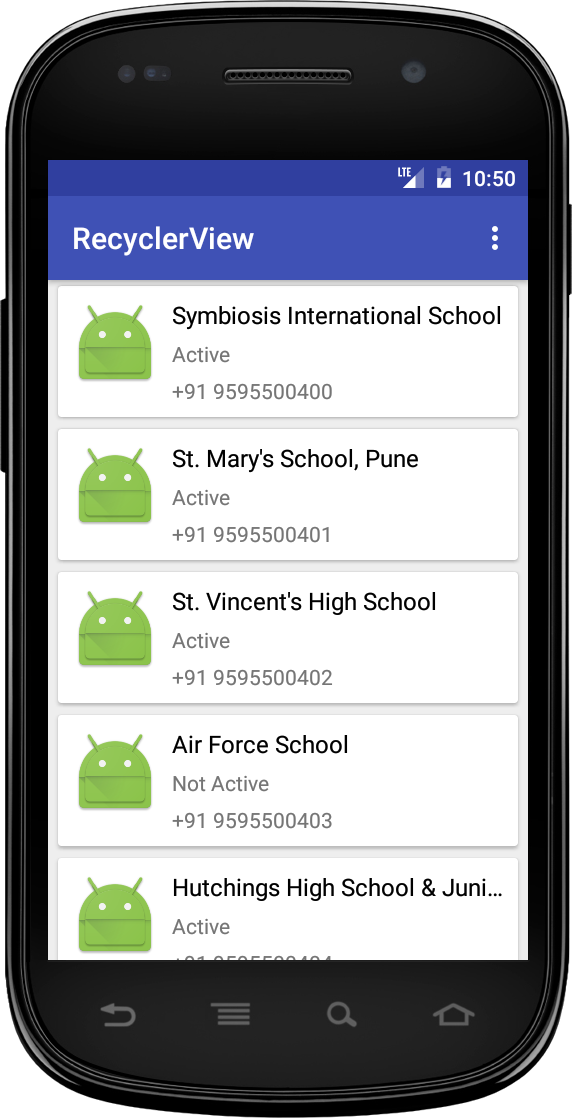 LTE 10:50
RecyclerView
Symbiosis International School
Active
+91 9595500400
St. Mary's School, Pune
Active
+91 9595500401
St. Vincent's High School
Active
+91 9595500402
Air Force School
Not Active
+91 9595500403
Hutchings High School & Juni...
Active